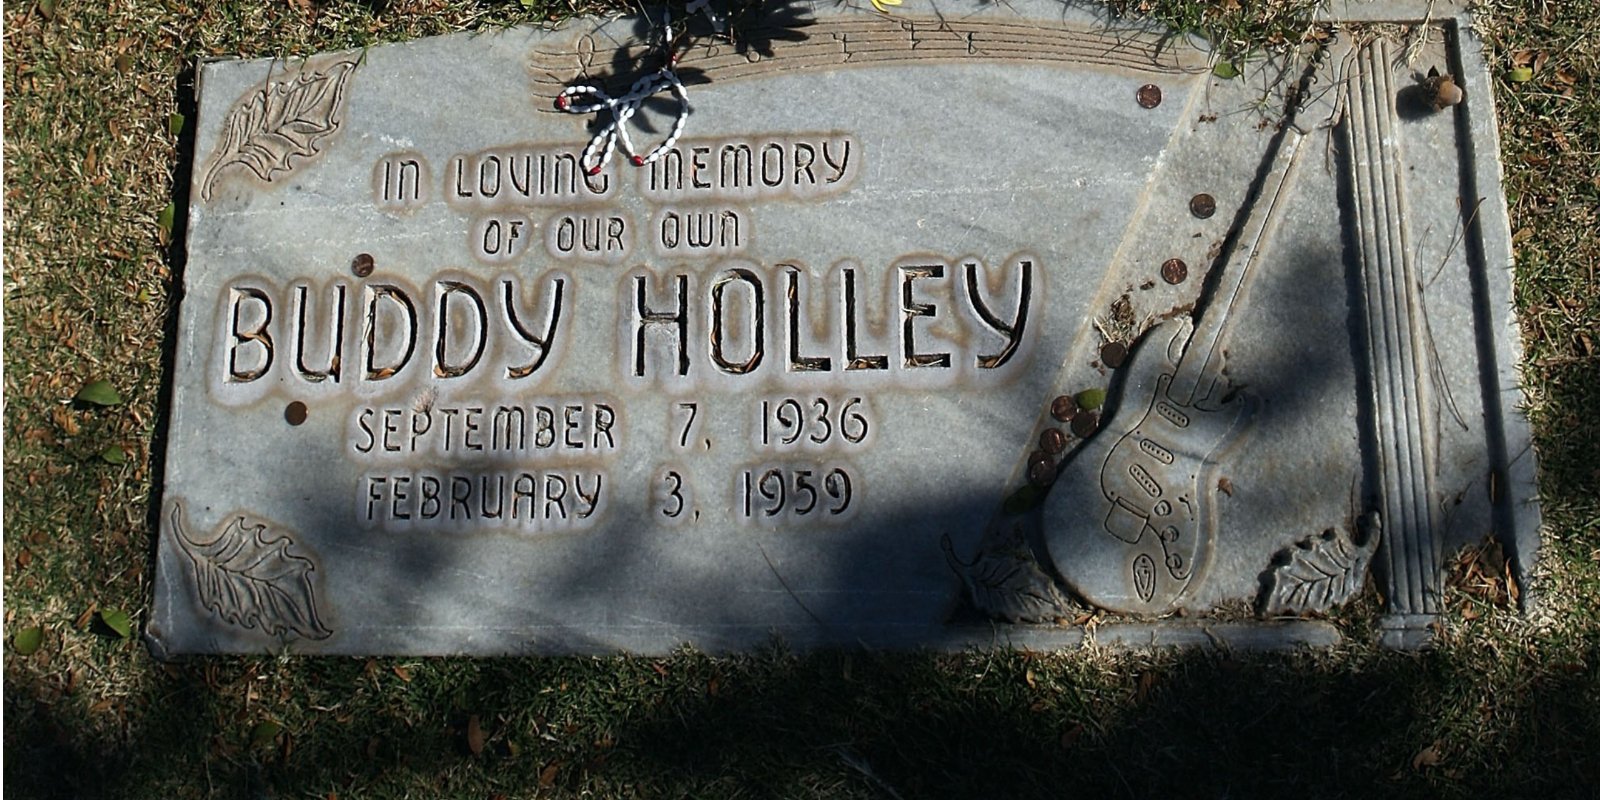 IN LOVING MEMORY
OF OUR OWN
BUDDY HOLLEY
SEPTEMBER 7, 1936
FEBRUARY 3, 1959